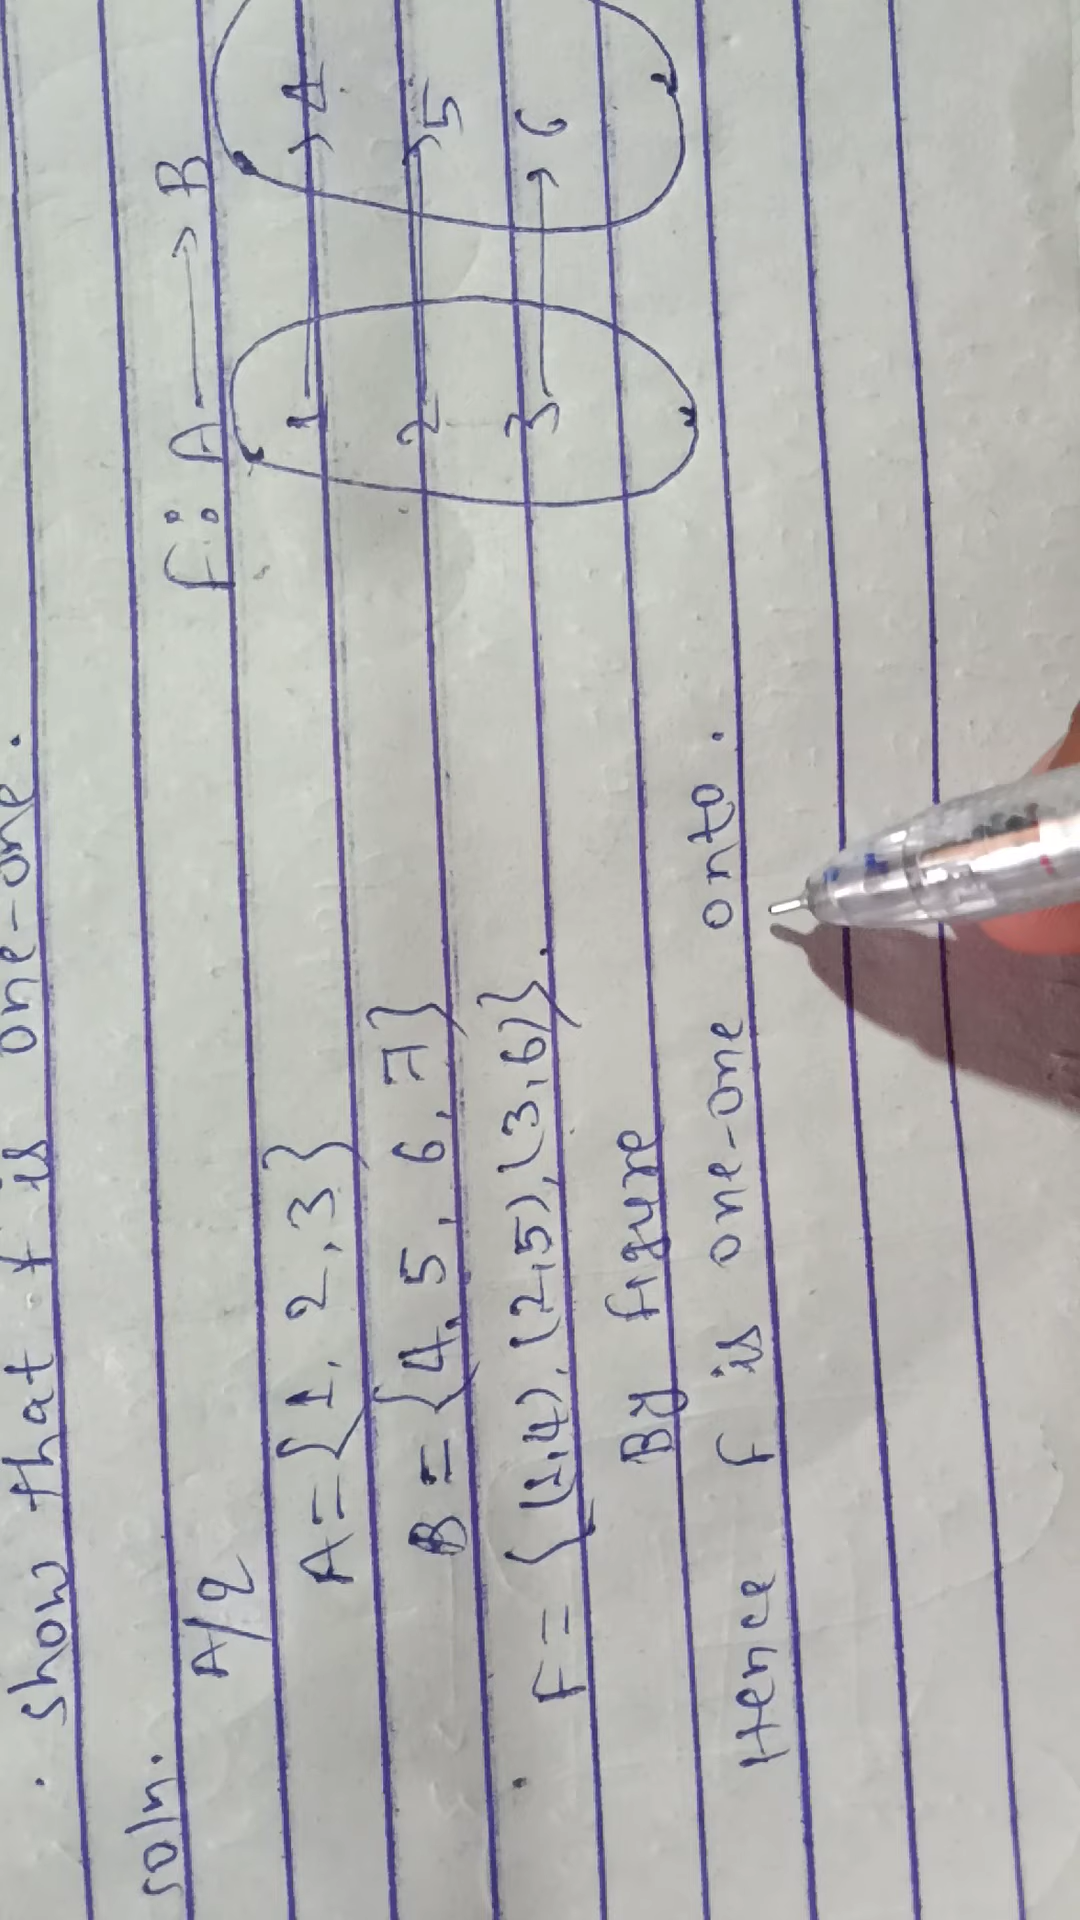 . show that f is one-one.
soln.
A/q
f: A → B
A = {1, 2, 3}
B = {4, 5, 6, 7}
F = {(1,4), (2,5), (3,6)}.
1 → 4
2 → 5
3 → 6
By figure
Hence f is one-one onto.